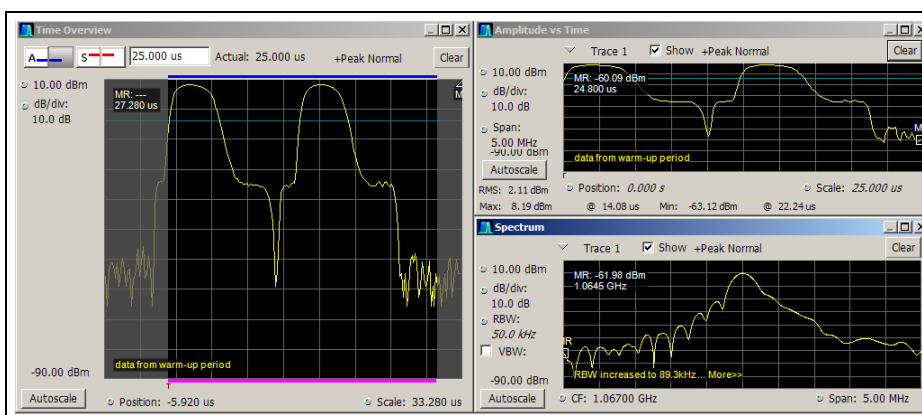 Time Overview
A S 25.000 us Actual: 25.000 us +Peak Normal Clear
10.00 dBm
dB/div:
10.0 dB
MR: ---
27.280 us
M
-90.00 dBm
data from warm-up period
T
Autoscale Position: -5.920 us Scale: 33.280 us
Amplitude vs Time
Trace 1 Show +Peak Normal Clear
10.00 dBm
dB/div:
10.0 dB
Span:
5.00 MHz
-90.00 dBm
MR: -60.09 dBm
24.800 us
M
data from warm-up period
Autoscale
RMS: 2.11 dBm Position: 0.000 s Scale: 25.000 us
Max: 8.19 dBm @ 14.08 us Min: -63.12 dBm @ 22.24 us
Spectrum
Trace 1 Show +Peak Normal Clear
10.00 dBm
dB/div:
10.0 dB
RBW:
50.0 kHz
VBW:
-90.00 dBm
MR: -61.98 dBm
1.0645 GHz
MR
RBW increased to 89.3kHz... More>>
Autoscale CF: 1.06700 GHz Span: 5.00 MHz